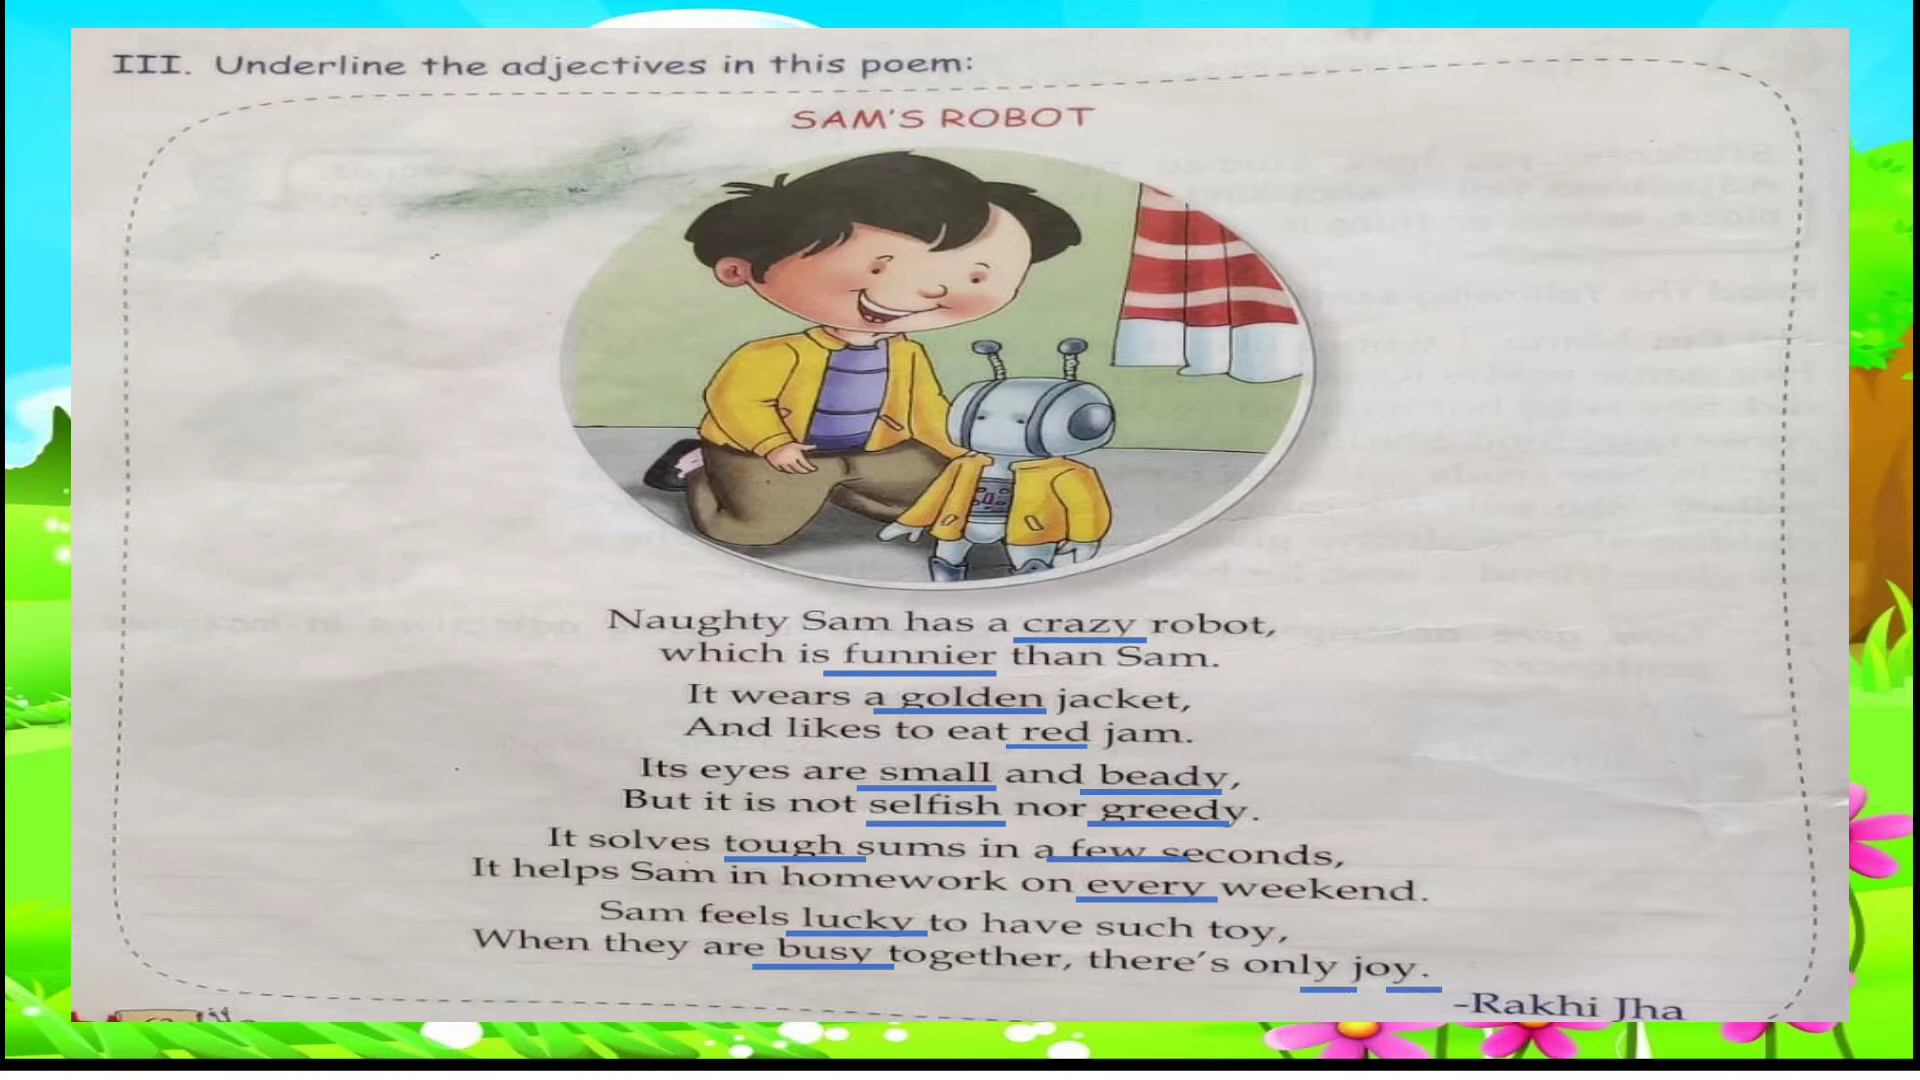 III. Underline the adjectives in this poem:
SAM'S ROBOT
Naughty Sam has a crazy robot,
which is funnier than Sam.
It wears a golden jacket,
And likes to eat red jam.
Its eyes are small and beady,
But it is not selfish nor greedy.
It solves tough sums in a few seconds,
It helps Sam in homework on every weekend.
Sam feels lucky to have such toy,
When they are busy together, there's only joy.
-Rakhi Jha